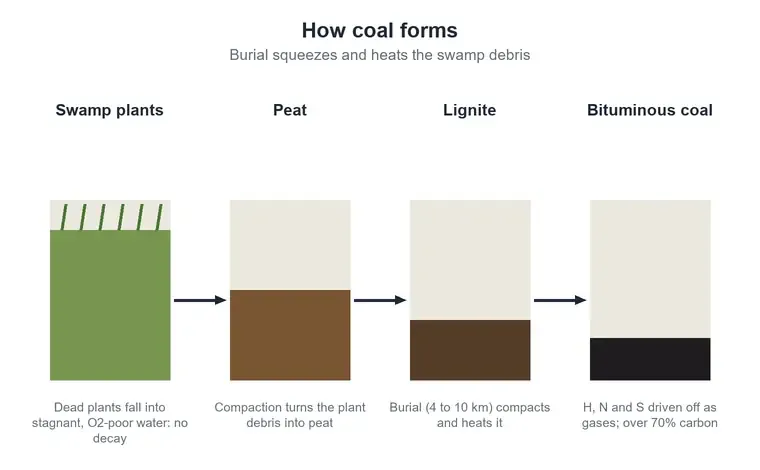 How coal forms
Burial squeezes and heats the swamp debris
Swamp plants
Peat
Lignite
Bituminous coal
Dead plants fall into
stagnant, O2-poor water: no
decay
Compaction turns the plant
debris into peat
Burial (4 to 10 km) compacts
and heats it
H, N and S driven off as
gases; over 70% carbon